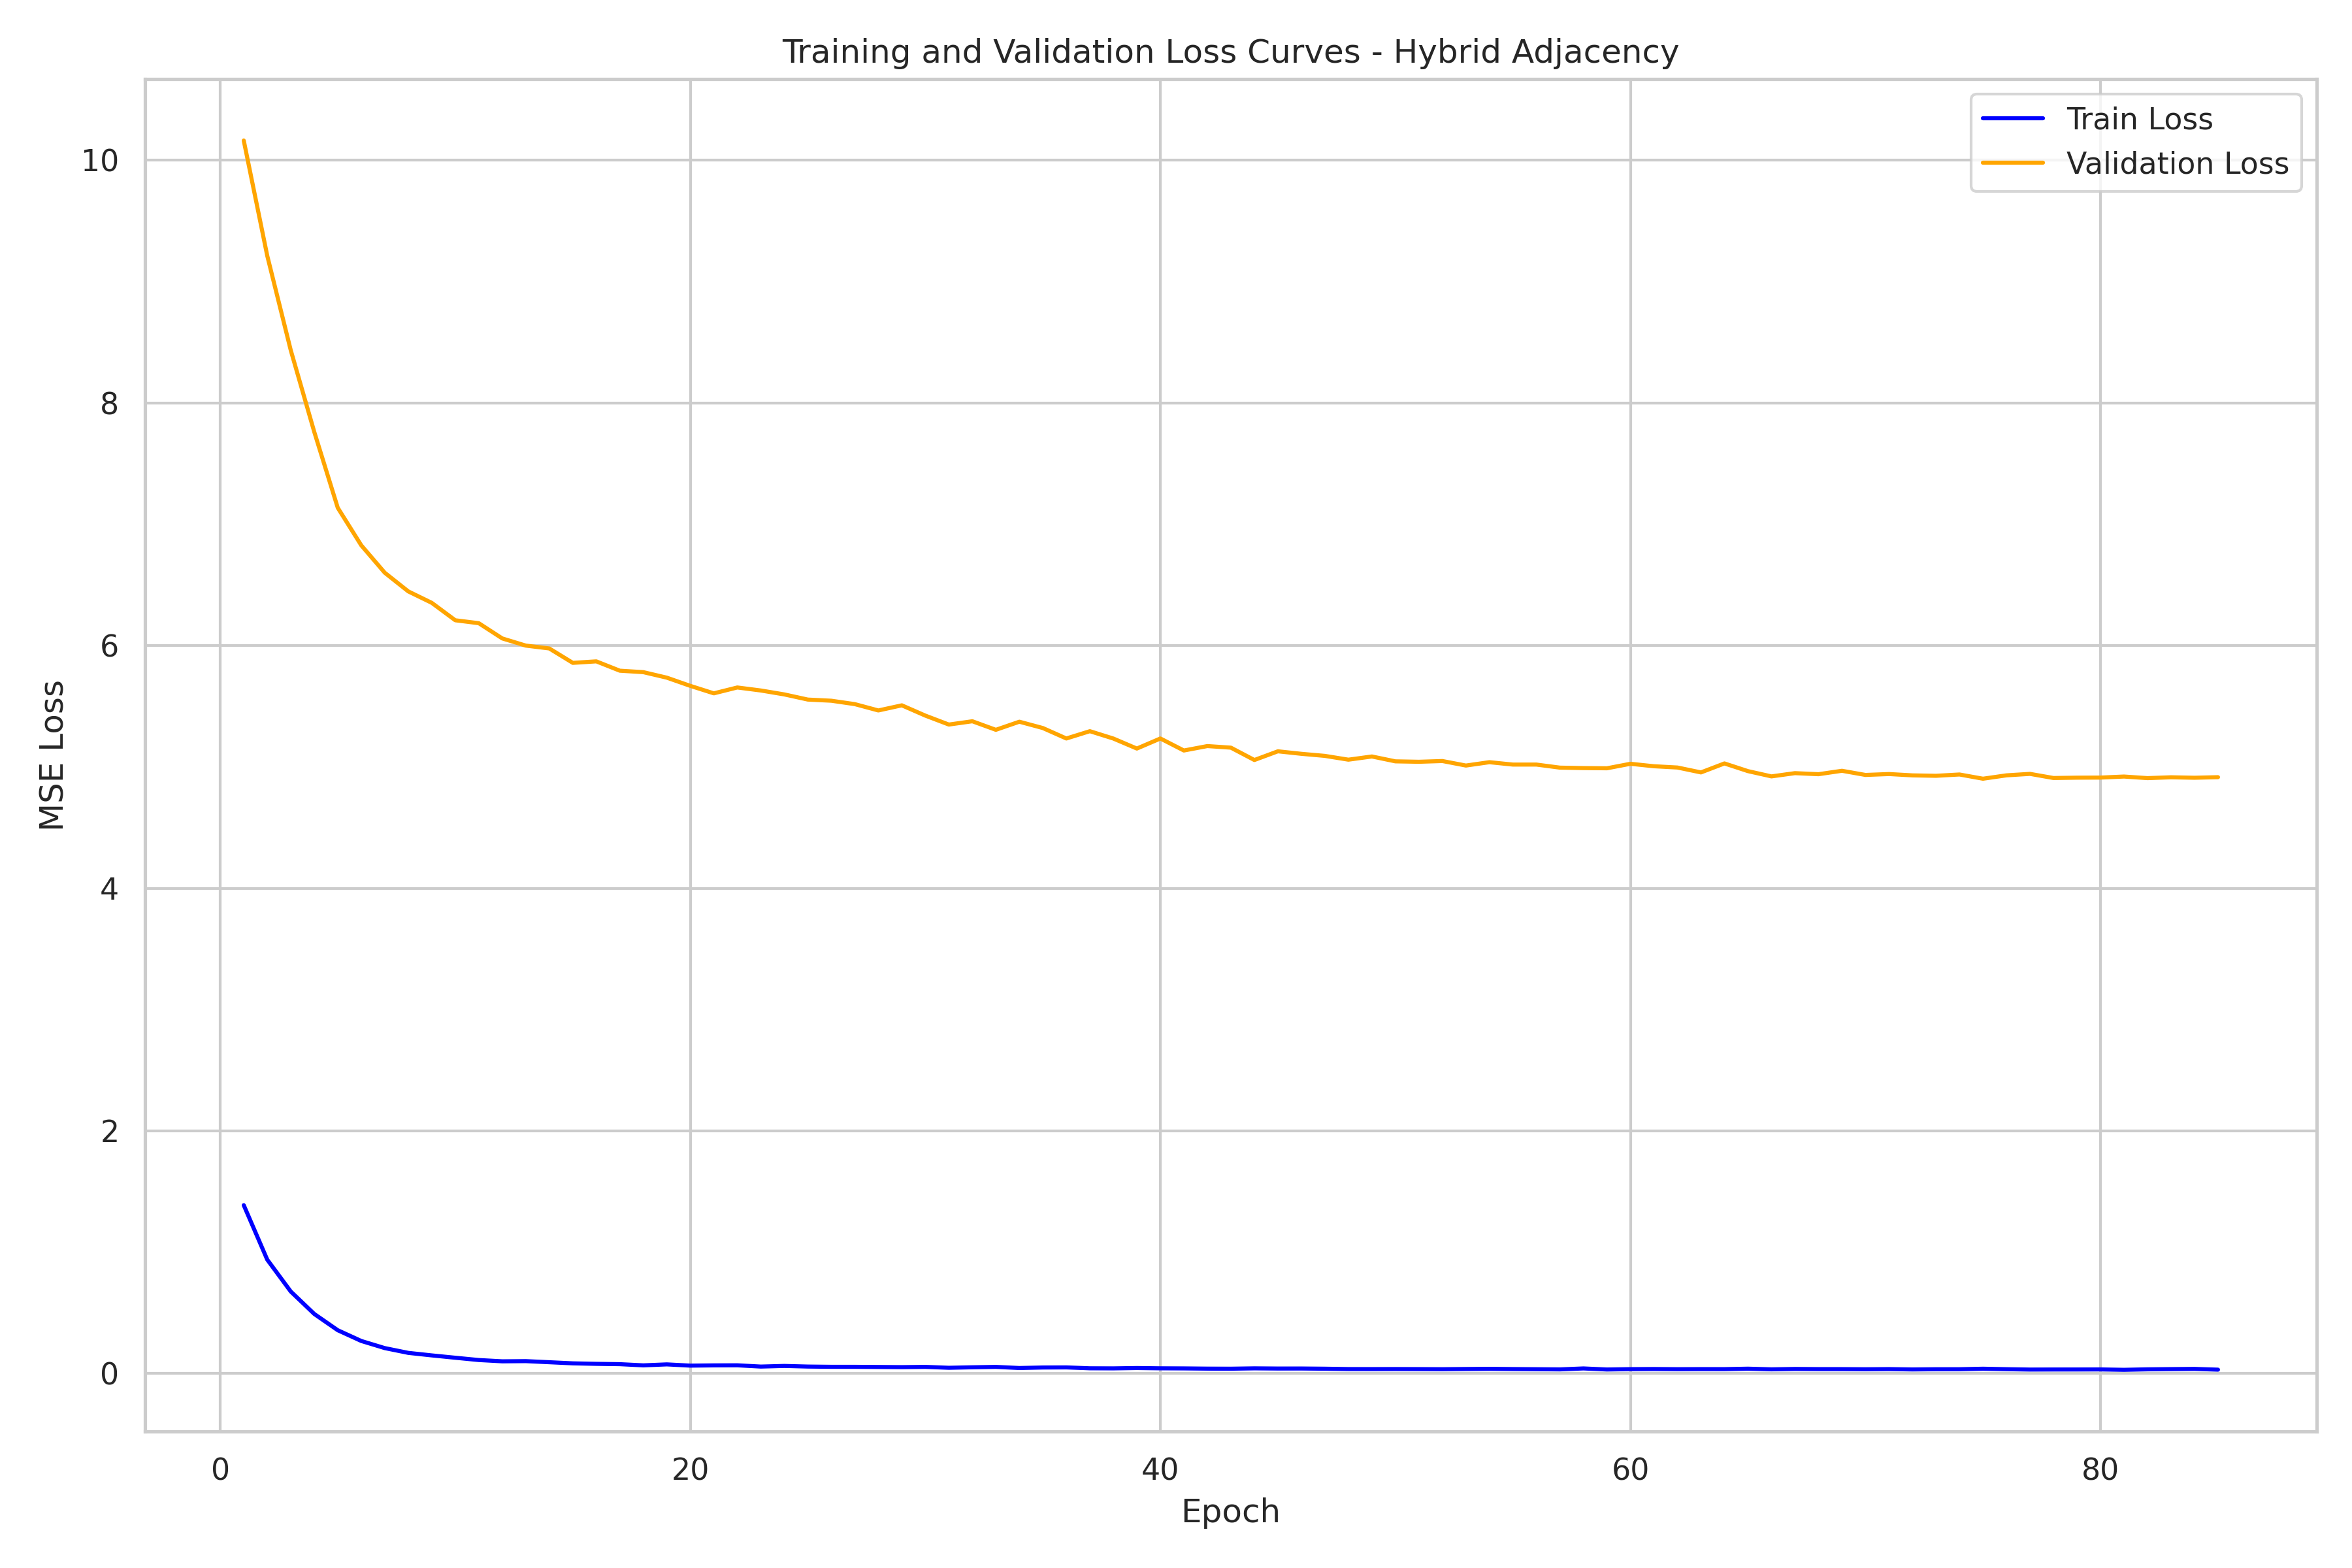 Training and Validation Loss Curves - Hybrid Adjacency
Train Loss
Validation Loss
10
8
6
4
2
0
MSE Loss
0 20 40 60 80
Epoch